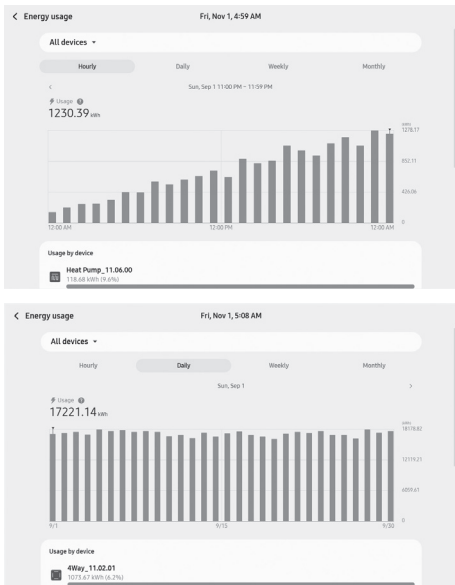 Energy usage
Fri, Nov 1, 4:59 AM
All devices
Hourly Daily Weekly Monthly
Sun, Sep 1 11:00 PM ~ 11:59 PM
Usage
1230.39 kWh
(kWh)
1278.17
852.11
426.06
0
12:00 AM 12:00 PM 12:00 AM
Usage by device
Heat Pump_11.06.00
118.68 kWh (9.6%)
Energy usage
Fri, Nov 1, 5:08 AM
All devices
Hourly Daily Weekly Monthly
Sun, Sep 1
Usage
17221.14 kWh
(kWh)
18178.82
12119.21
6059.61
0
9/1 9/15 9/30
Usage by device
4Way_11.02.01
1073.67 kWh (6.2%)